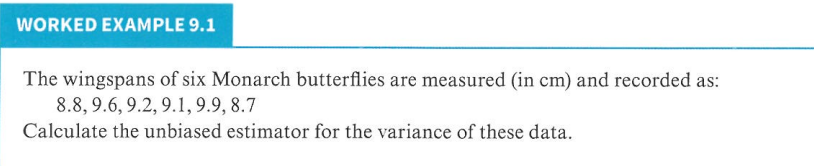 WORKED EXAMPLE 9.1
The wingspans of six Monarch butterflies are measured (in cm) and recorded as:
8.8, 9.6, 9.2, 9.1, 9.9, 8.7
Calculate the unbiased estimator for the variance of these data.